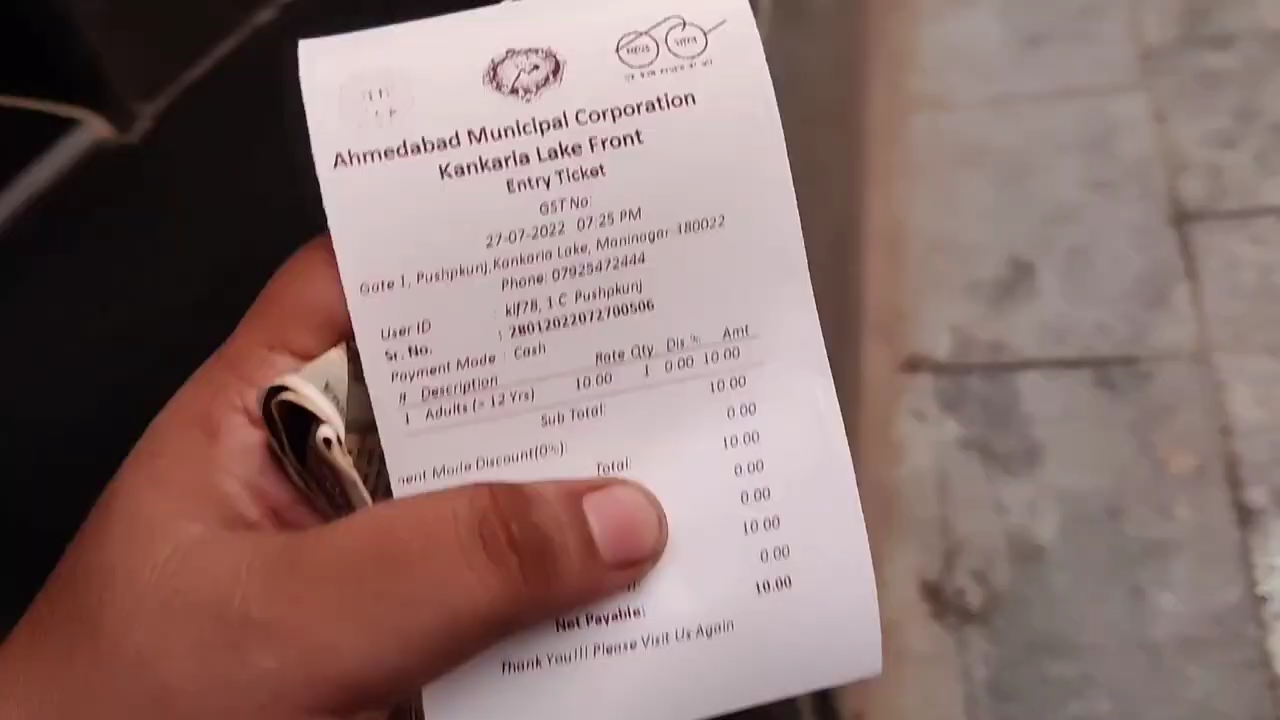 स्वच्छ भारत
Ahmedabad Municipal Corporation
Kankaria Lake Front
Entry Ticket
GST No:
27-07-2022 07:25 PM
Gate 1, Pushpkunj,Kankaria Lake, Maninagar 380022
Phone: 07925472444
User ID : klf78, 1 C Pushpkunj
Sr. No. : 28012022072700506
Payment Mode : Cash
# Description Rate Qty Dis.% Amt
1 Adults (> 12 Yrs) 10.00 1 0.00 10.00
Sub Total: 10.00
ment Mode Discount(0%): 0.00
Total: 10.00
0.00
0.00
10.00
0.00
Net Payable: 10.00
Thank You!!! Please Visit Us Again